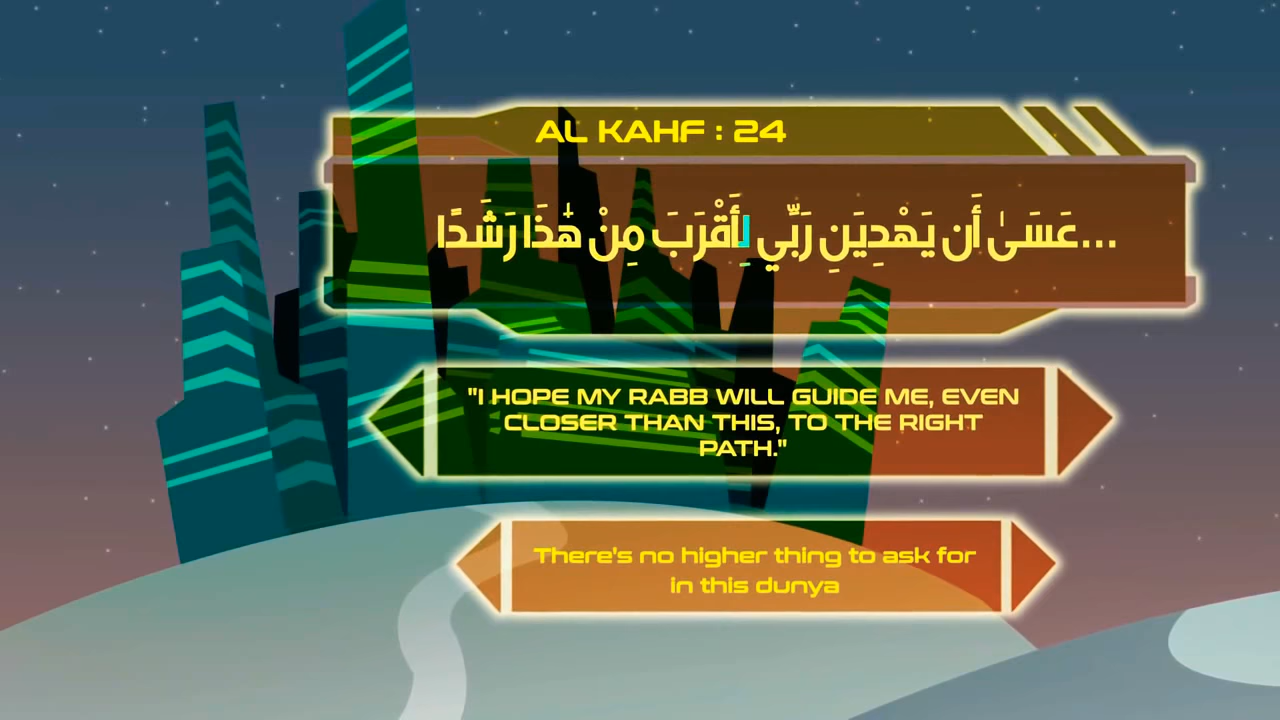 AL KAHF : 24
...عَسَىٰ أَن يَهْدِيَنِ رَبِّي لِأَقْرَبَ مِنْ هَٰذَا رَشَدًا
"I HOPE MY RABB WILL GUIDE ME, EVEN
CLOSER THAN THIS, TO THE RIGHT
PATH."
There's no higher thing to ask for
in this dunya